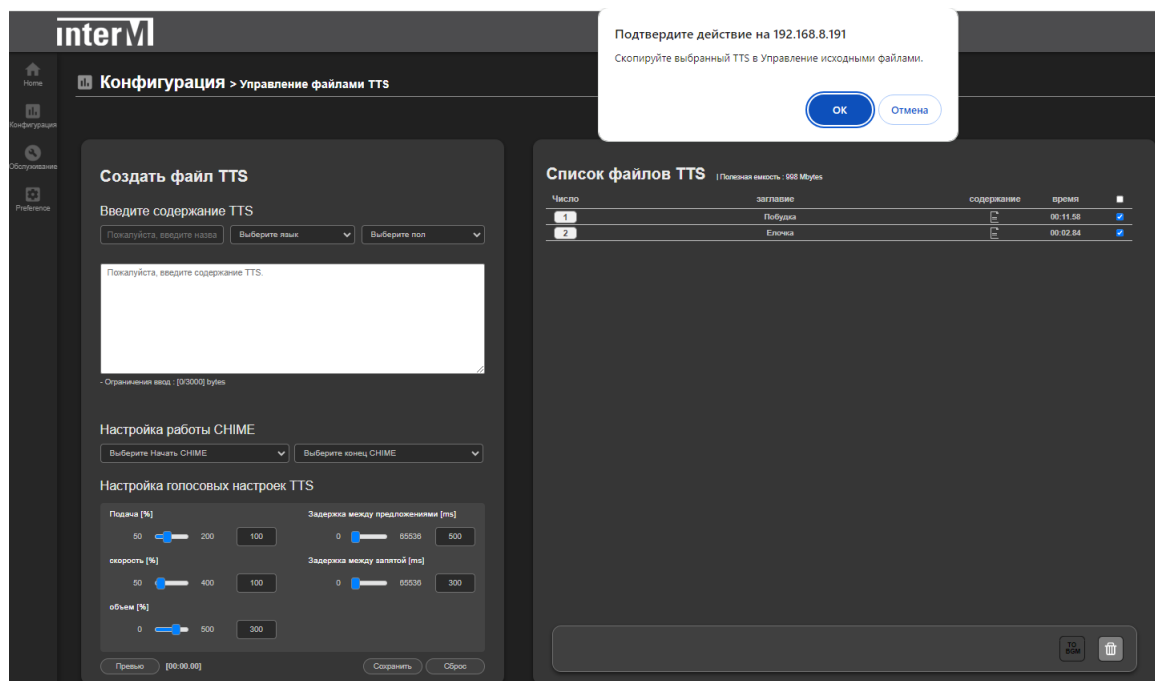 inter M
Подтвердите действие на 192.168.8.191
Скопируйте выбранный TTS в Управление исходными файлами.
ОК
Отмена
Home
Конфигурация
Обслуживание
Preference
Конфигурация > Управление файлами TTS
Создать файл TTS
Введите содержание TTS
Пожалуйста, введите назва
Выберите язык
Выберите пол
Пожалуйста, введите содержание TTS.
- Ограничения ввод : [0/3000] bytes
Настройка работы CHIME
Выберите Начать CHIME
Выберите конец CHIME
Настройка голосовых настроек TTS
Подача [%]
50 200 100
Задержка между предложениями [ms]
0 65536 500
скорость [%]
50 400 100
Задержка между запятой [ms]
0 65536 300
объем [%]
0 500 300
Превью [00:00.00] Сохранить Сброс
Список файлов TTS | Полезная емкость : 998 Mbytes
Число заглавие содержание время
1 Побудка 00:11.58
2 Елочка 00:02.84
TO
BGM